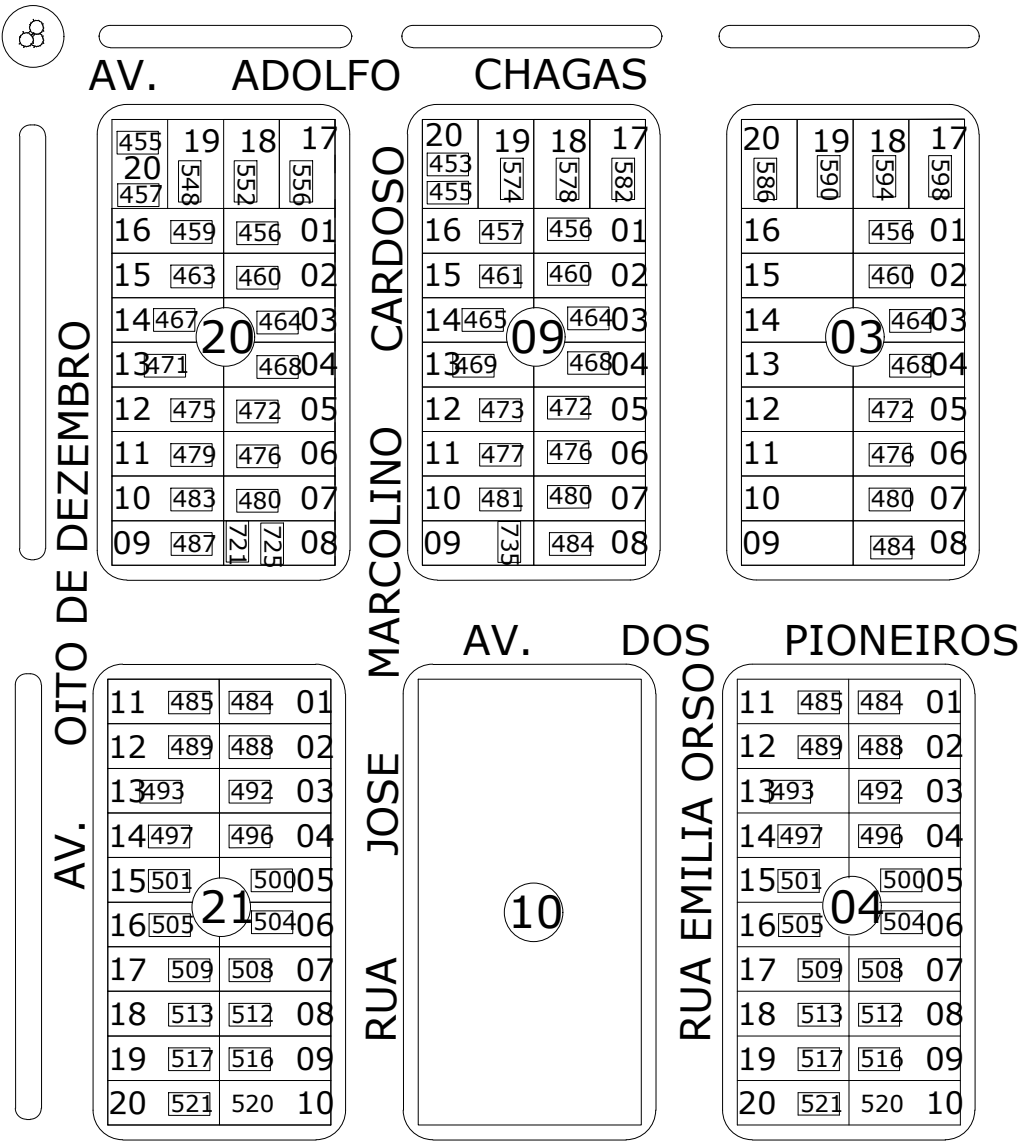 AV. ADOLFO CHAGAS
455 19 18 17
20
457 548 552 556
16 459 456 01
15 463 460 02
14 467 464 03
20
13 471 468 04
12 475 472 05
11 479 476 06
10 483 480 07
09 487 721 725 08
20 19 18 17
453
455 574 578 582
16 457 456 01
15 461 460 02
14 465 464 03
09
13 469 468 04
12 473 472 05
11 477 476 06
10 481 480 07
09 735 484 08
20 19 18 17
586 590 594 598
16 456 01
15 460 02
14 464 03
03
13 468 04
12 472 05
11 476 06
10 480 07
09 484 08
AV. OITO DE DEZEMBRO
RUA JOSE MARCOLINO CARDOSO
AV. DOS PIONEIROS
RUA EMILIA ORSO
11 485 484 01
12 489 488 02
13 493 492 03
14 497 496 04
15 501 500 05
21
16 505 504 06
17 509 508 07
18 513 512 08
19 517 516 09
20 521 520 10
10
11 485 484 01
12 489 488 02
13 493 492 03
14 497 496 04
15 501 500 05
04
16 505 504 06
17 509 508 07
18 513 512 08
19 517 516 09
20 521 520 10